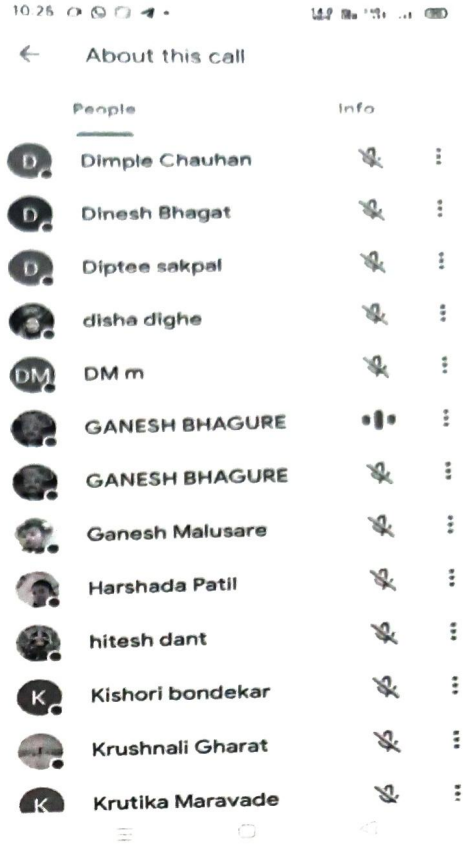 10.26
About this call
People Info
D Dimple Chauhan
D Dinesh Bhagat
D Diptee sakpal
disha dighe
DM DM m
GANESH BHAGURE
GANESH BHAGURE
Ganesh Malusare
Harshada Patil
hitesh dant
K Kishori bondekar
Krushnali Gharat
K Krutika Maravade